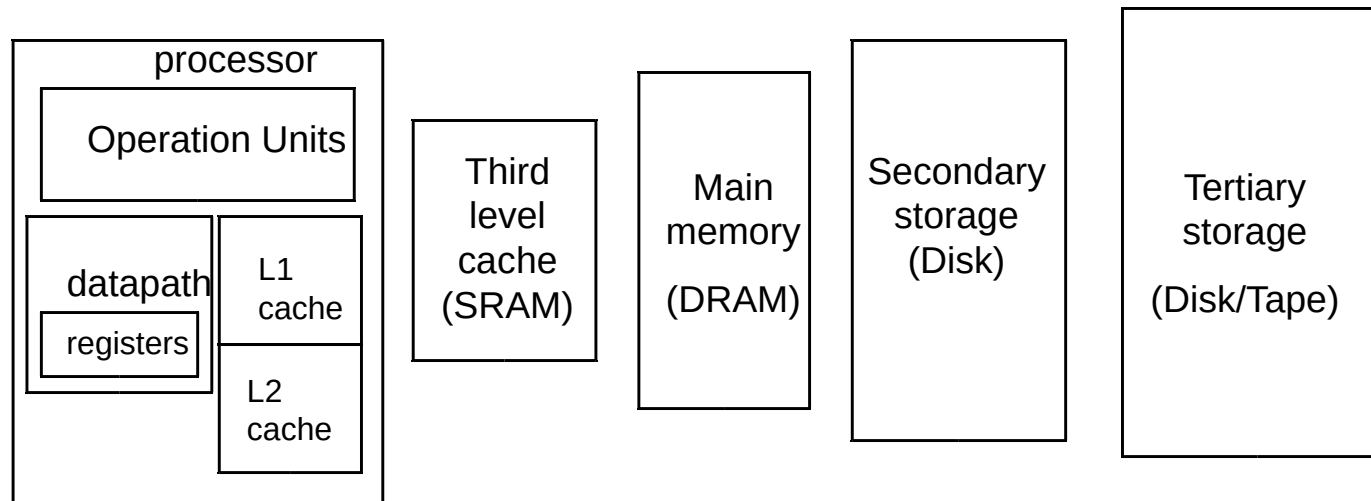 processor
Operation Units
datapath
registers
L1
cache
L2
cache
Third
level
cache
(SRAM)
Main
memory
(DRAM)
Secondary
storage
(Disk)
Tertiary
storage
(Disk/Tape)